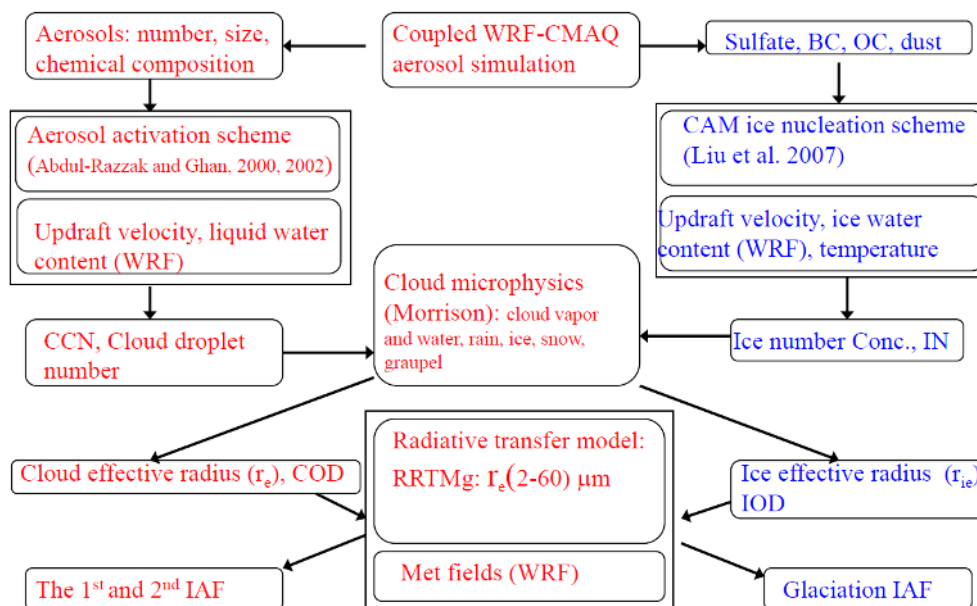 Aerosols: number, size,
chemical composition
Coupled WRF-CMAQ
aerosol simulation
Sulfate, BC, OC, dust
Aerosol activation scheme
(Abdul-Razzak and Ghan, 2000, 2002)
Updraft velocity, liquid water
content (WRF)
CAM ice nucleation scheme
(Liu et al. 2007)
Updraft velocity, ice water
content (WRF), temperature
Cloud microphysics
(Morrison): cloud vapor
and water, rain, ice, snow,
graupel
CCN, Cloud droplet
number
Ice number Conc., IN
Radiative transfer model:
RRTMg: re(2-60) μm
Cloud effective radius (re), COD
Ice effective radius (rie)
IOD
Met fields (WRF)
The 1st and 2nd IAF
Glaciation IAF